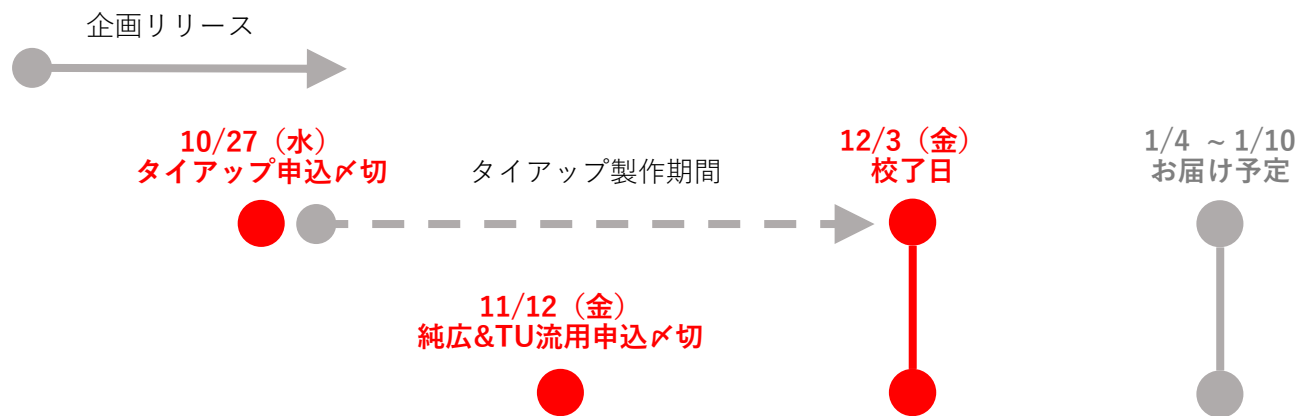 企画リリース
10/27（水）
タイアップ申込〆切
タイアップ製作期間
12/3（金）
校了日
1/4 ～1/10
お届け予定
11/12（金）
純広&TU流用申込〆切